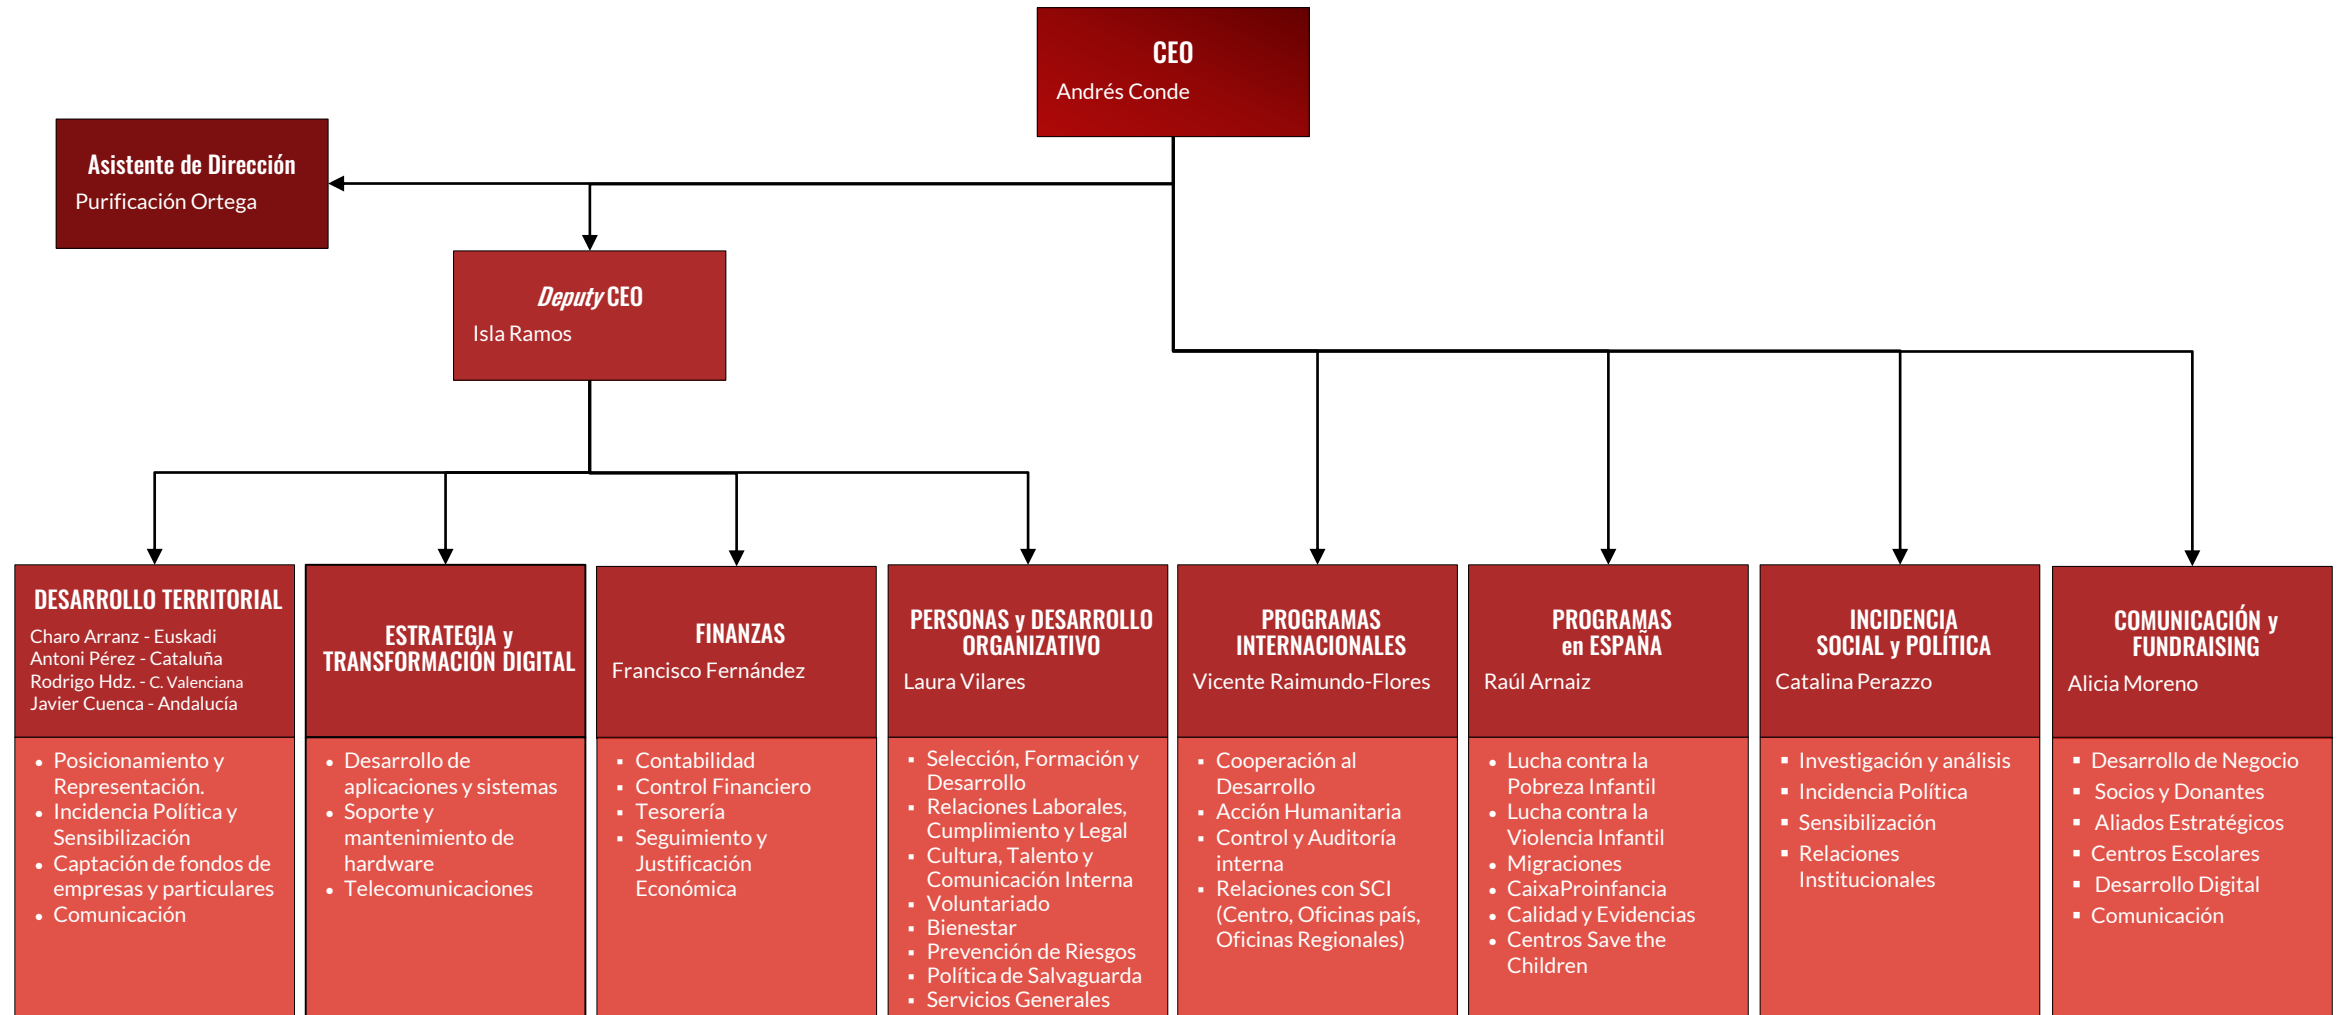 CEO
Andrés Conde
Asistente de Dirección
Purificación Ortega
Deputy CEO
Isla Ramos
DESARROLLO TERRITORIAL
Charo Arranz - Euskadi
Antoni Pérez - Cataluña
Rodrigo Hdz. - C. Valenciana
Javier Cuenca - Andalucía
• Posicionamiento y
Representación.
• Incidencia Política y
Sensibilización
• Captación de fondos de
empresas y particulares
• Comunicación
ESTRATEGIA y
TRANSFORMACIÓN DIGITAL
• Desarrollo de
aplicaciones y sistemas
• Soporte y
mantenimiento de
hardware
• Telecomunicaciones
FINANZAS
Francisco Fernández
▪ Contabilidad
▪ Control Financiero
▪ Tesorería
▪ Seguimiento y
Justificación
Económica
PERSONAS y DESARROLLO
ORGANIZATIVO
Laura Vilares
▪ Selección, Formación y
Desarrollo
▪ Relaciones Laborales,
Cumplimiento y Legal
▪ Cultura, Talento y
Comunicación Interna
▪ Voluntariado
▪ Bienestar
▪ Prevención de Riesgos
▪ Política de Salvaguarda
▪ Servicios Generales
PROGRAMAS
INTERNACIONALES
Vicente Raimundo-Flores
▪ Cooperación al
Desarrollo
▪ Acción Humanitaria
▪ Control y Auditoría
interna
▪ Relaciones con SCI
(Centro, Oficinas país,
Oficinas Regionales)
PROGRAMAS
en ESPAÑA
Raúl Arnaiz
• Lucha contra la
Pobreza Infantil
• Lucha contra la
Violencia Infantil
• Migraciones
• CaixaProinfancia
• Calidad y Evidencias
• Centros Save the
Children
INCIDENCIA
SOCIAL y POLÍTICA
Catalina Perazzo
▪ Investigación y análisis
▪ Incidencia Política
▪ Sensibilización
▪ Relaciones
Institucionales
COMUNICACIÓN y
FUNDRAISING
Alicia Moreno
▪ Desarrollo de Negocio
▪ Socios y Donantes
▪ Aliados Estratégicos
▪ Centros Escolares
▪ Desarrollo Digital
▪ Comunicación